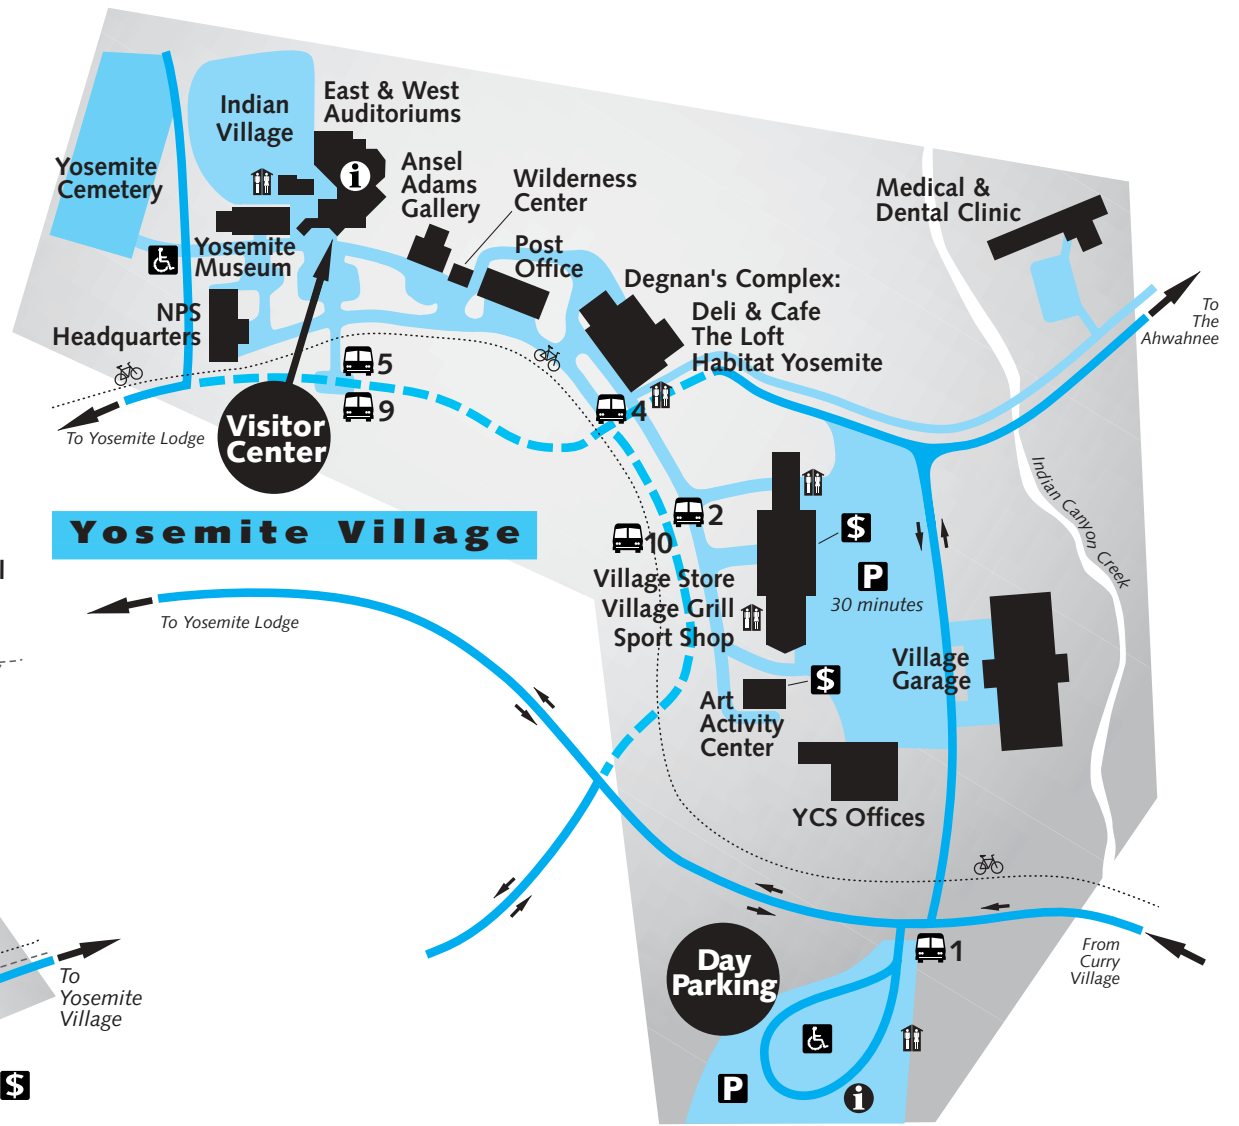 East & West
Auditoriums
Indian
Village
i
Ansel
Adams
Gallery
Yosemite
Cemetery
Wilderness
Center
Medical &
Dental Clinic
Yosemite
Museum
Post
Office
Degnan's Complex:
Deli & Cafe
The Loft
Habitat Yosemite
NPS
Headquarters
To
The
Ahwahnee
5
9
4
To Yosemite Lodge
Visitor
Center
Indian Canyon Creek
Yosemite Village
2
10
$
P
30 minutes
l
Village Store
Village Grill
Sport Shop
To Yosemite Lodge
Village
Garage
$
Art
Activity
Center
YCS Offices
1
From
Curry
Village
Day
Parking
To
Yosemite
Village
$
P
i